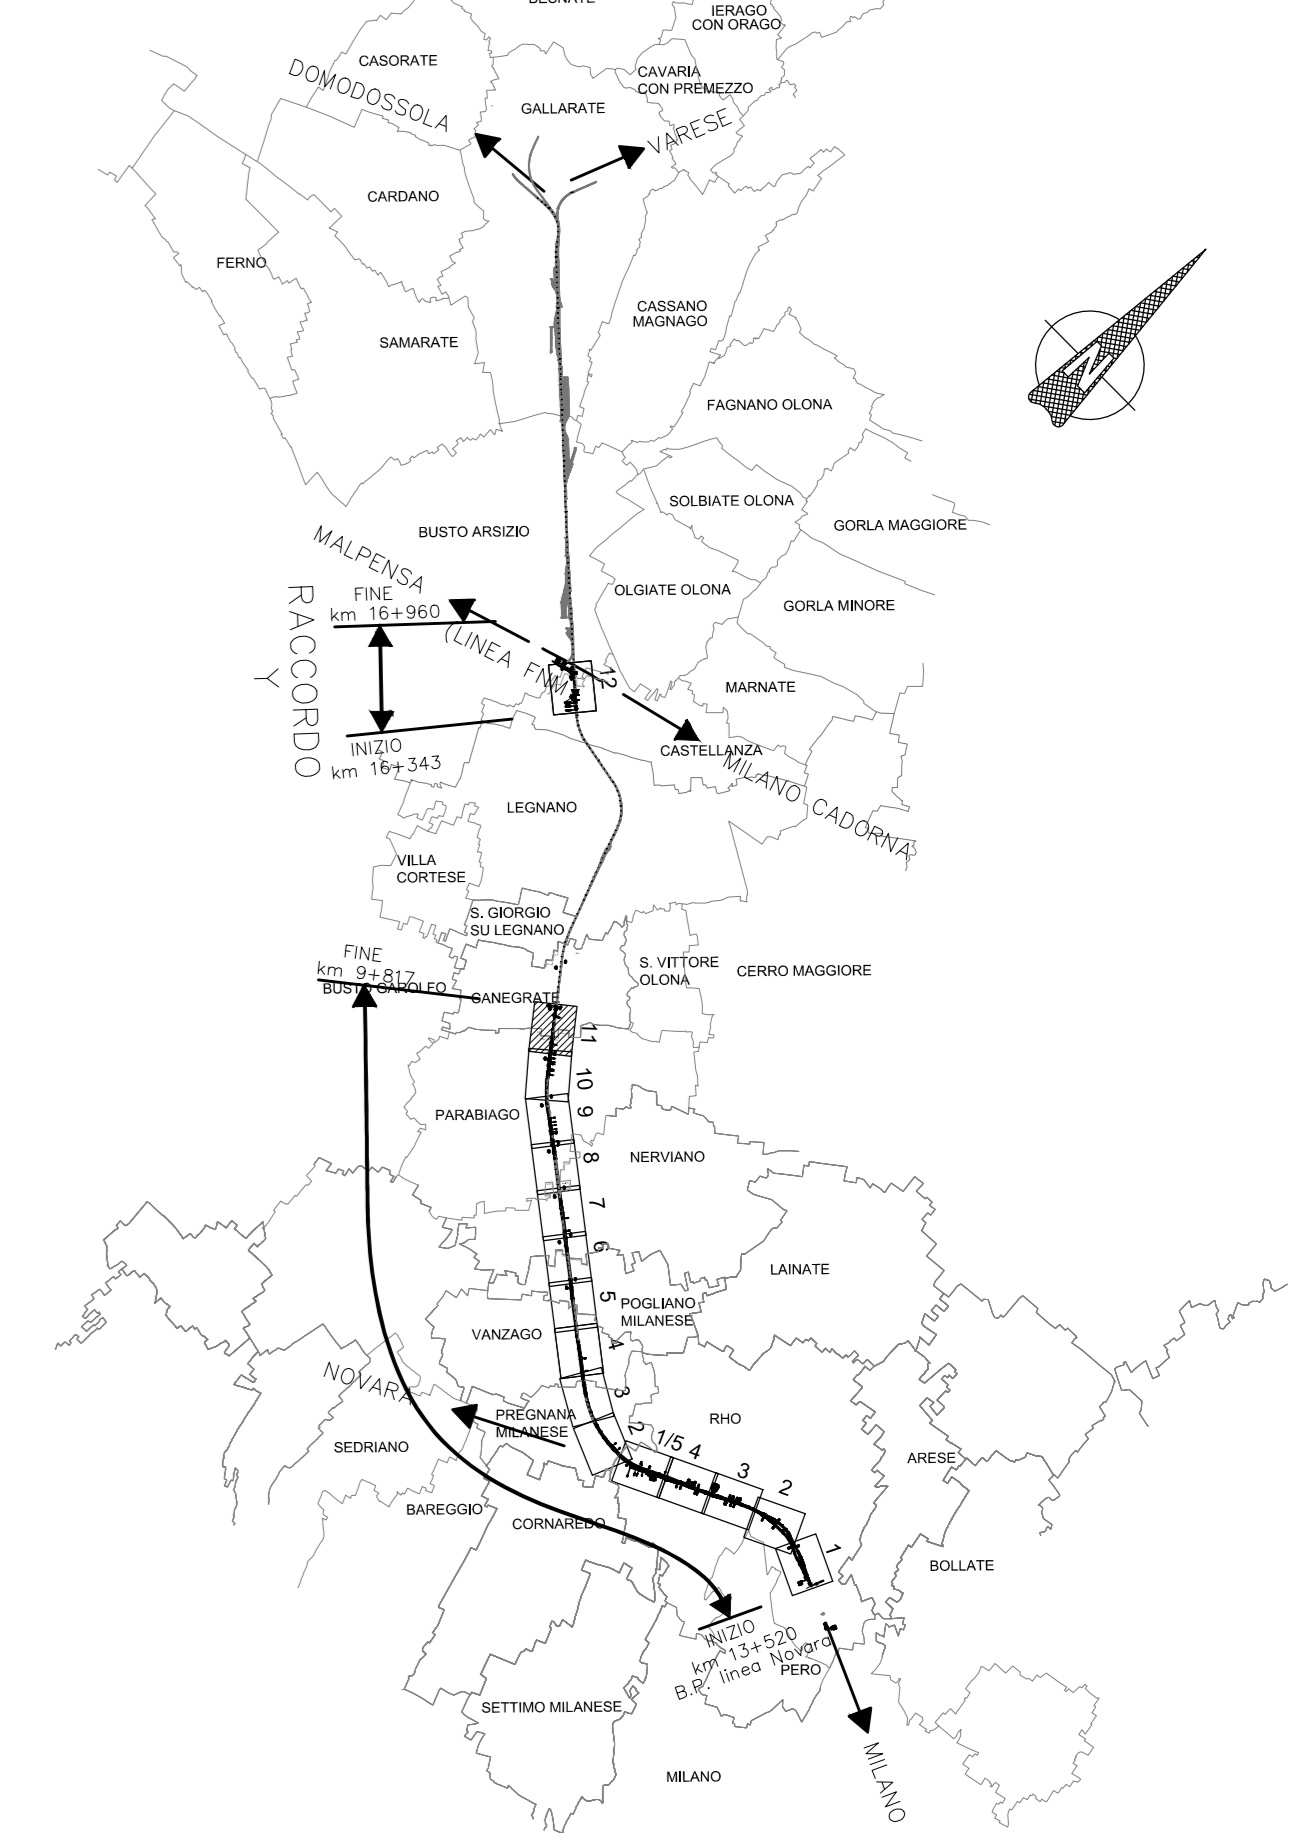 IERAGO
CON ORAGO
CASORATE
DOMODOSSOLA
CAVARIA
CON PREMEZZO
GALLARATE
VARESE
CARDANO
FERNO
CASSANO
MAGNAGO
SAMARATE
N
FAGNANO OLONA
SOLBIATE OLONA
GORLA MAGGIORE
BUSTO ARSIZIO
MALPENSA
(LINEA FNM
OLGIATE OLONA
GORLA MINORE
FINE
km 16+960
RACCORDO
Y
12
MARNATE
INIZIO
km 16+343
CASTELLANZA
MILANO CADORNA
LEGNANO
VILLA
CORTESE
S. GIORGIO
SU LEGNANO
S. VITTORE
OLONA
CERRO MAGGIORE
FINE
km 9+817
BUSTO GAROLFO
CANEGRATE
11
10
9
PARABIAGO
8
NERVIANO
7
6
LAINATE
5
POGLIANO
MILANESE
VANZAGO
4
NOVARA
3
PREGNANA
MILANESE
RHO
2
1/5
4
3
2
1
SEDRIANO
ARESE
BAREGGIO
CORNAREDO
BOLLATE
INIZIO
km 13+520
B.P. linea Novara
PERO
SETTIMO MILANESE
MILANO
MILANO